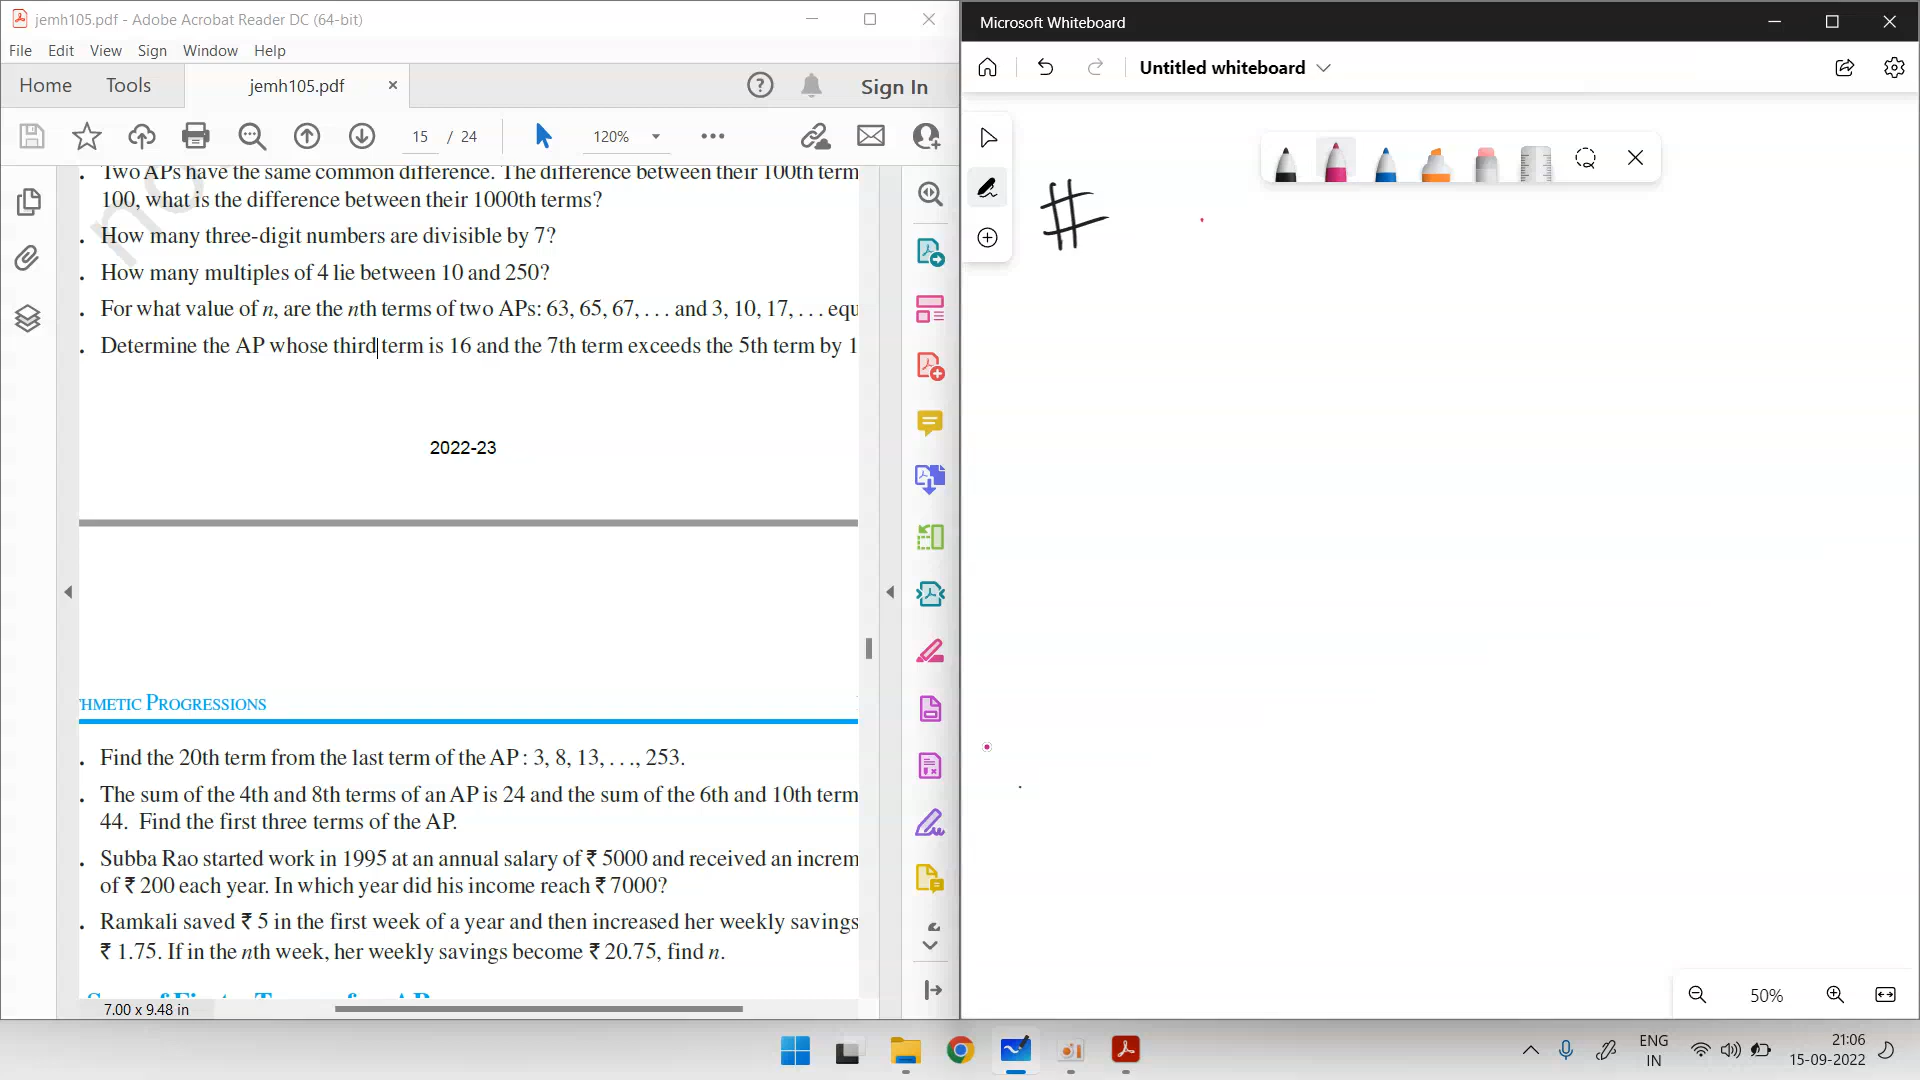 jemh105.pdf - Adobe Acrobat Reader DC (64-bit)
File Edit View Sign Window Help
Home Tools jemh105.pdf × Sign In
15 / 24 120%
Two APs have the same common difference. The difference between their 100th term
100, what is the difference between their 1000th terms?
. How many three-digit numbers are divisible by 7?
. How many multiples of 4 lie between 10 and 250?
. For what value of n, are the nth terms of two APs: 63, 65, 67, . . . and 3, 10, 17, . . . equ
. Determine the AP whose third term is 16 and the 7th term exceeds the 5th term by 1
2022-23
THMETIC PROGRESSIONS
. Find the 20th term from the last term of the AP : 3, 8, 13, . . ., 253.
. The sum of the 4th and 8th terms of an AP is 24 and the sum of the 6th and 10th term
44. Find the first three terms of the AP.
. Subba Rao started work in 1995 at an annual salary of ₹ 5000 and received an increm
of ₹ 200 each year. In which year did his income reach ₹ 7000?
. Ramkali saved ₹ 5 in the first week of a year and then increased her weekly savings
₹ 1.75. If in the nth week, her weekly savings become ₹ 20.75, find n.
7.00 x 9.48 in
Microsoft Whiteboard
Untitled whiteboard
#
50%
ENG
IN
21:06
15-09-2022